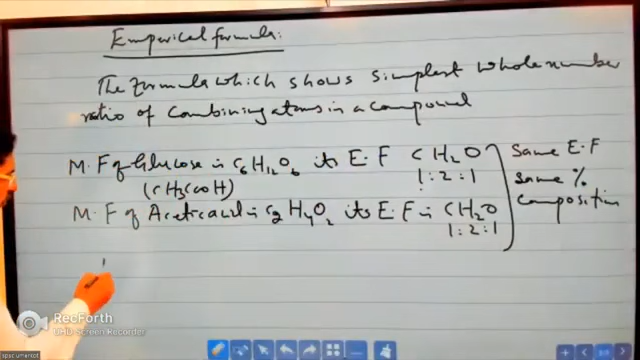 Emperical formula:
The formula which shows simplest whole number
ratio of combining atoms in a compound
M.F of Glucose is C6H12O6 its E.F CH2O
1:2:1
(CH3COOH)
M.F of Acetic acid is C2H4O2 its E.F is CH2O
1:2:1
Same E.F
same %
composition
RecForth
UHD Screen Recorder